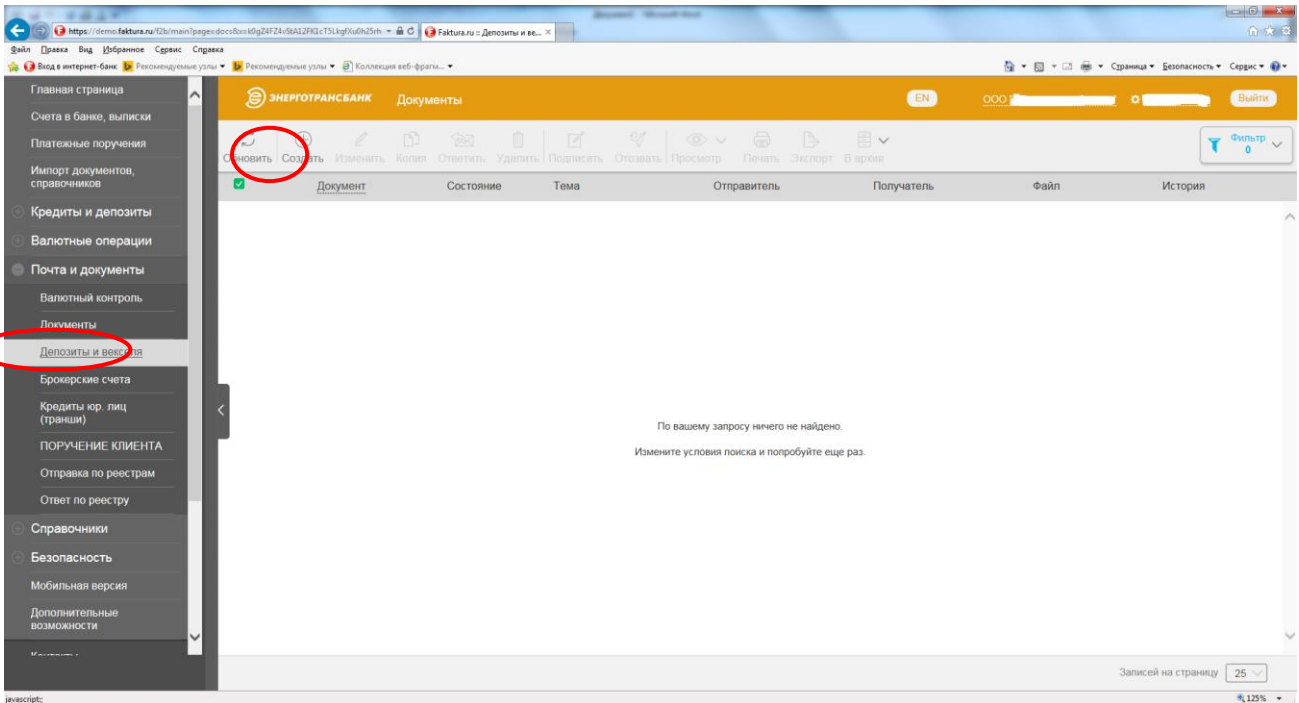 Документ - Microsoft Word
Faktura.ru :: Депозиты и ве...
Файл Правка Вид Избранное Сервис Справка
Вход в интернет-банк Рекомендуемые узлы Рекомендуемые узлы Коллекция веб-фрагм...
Страница Безопасность Сервис
Главная страница
Счета в банке, выписки
Платежные поручения
Импорт документов,
справочников
Кредиты и депозиты
Валютные операции
Почта и документы
Валютный контроль
Документы
Депозиты и векселя
Брокерские счета
Кредиты юр. лиц
(транши)
ПОРУЧЕНИЕ КЛИЕНТА
Отправка по реестрам
Ответ по реестру
Справочники
Безопасность
Мобильная версия
Дополнительные
возможности
Контакты
ЭНЕРГОТРАНСБАНК Документы EN ООО Выйти
Обновить Создать Изменить Копия Ответить Удалить Подписать Отозвать Просмотр Печать Экспорт В архив
Фильтр
0
Документ Состояние Тема Отправитель Получатель Файл История
По вашему запросу ничего не найдено.
Измените условия поиска и попробуйте еще раз.
Записей на страницу 25
javascript:;
125%